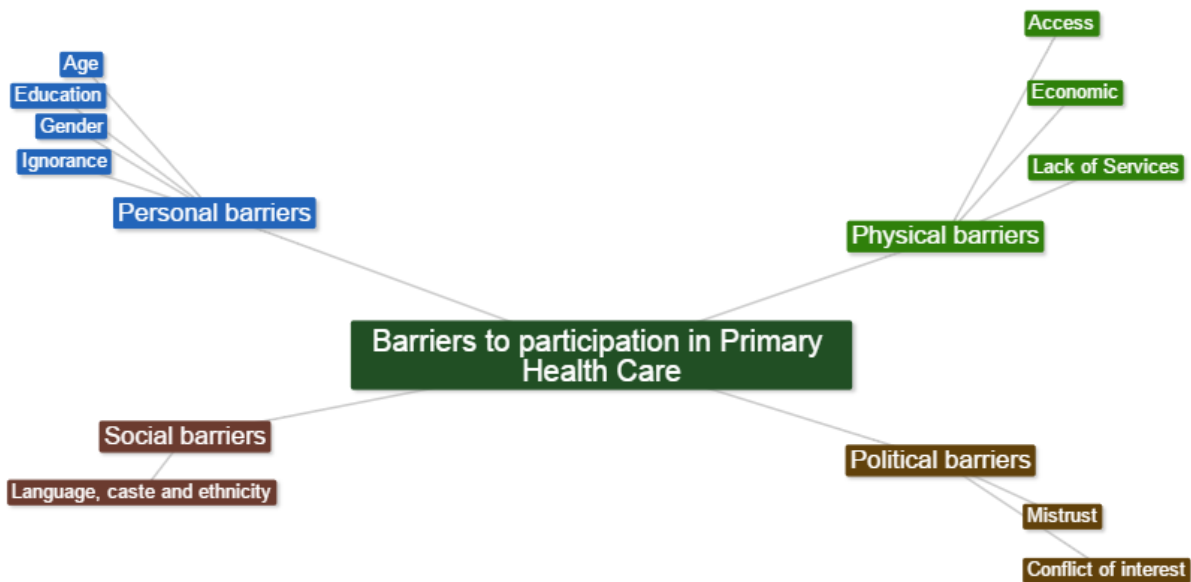 Access
Age
Economic
Education
Gender
Ignorance
Lack of Services
Personal barriers
Physical barriers
Barriers to participation in Primary
Health Care
Social barriers
Political barriers
Language, caste and ethnicity
Mistrust
Conflict of interest